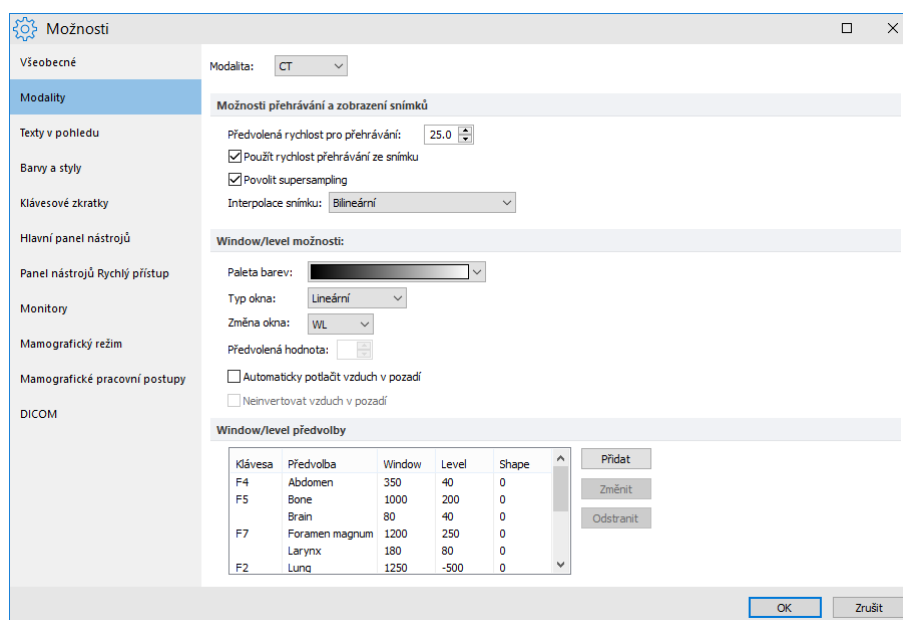 Možnosti
Všeobecné
Modality
Texty v pohledu
Barvy a styly
Klávesové zkratky
Hlavní panel nástrojů
Panel nástrojů Rychlý přístup
Monitory
Mamografický režim
Mamografické pracovní postupy
DICOM
Modalita: CT
Možnosti přehrávání a zobrazení snímků
Předvolená rychlost pro přehrávání: 25.0
Použít rychlost přehrávání ze snímku
Povolit supersampling
Interpolace snímku: Bilineární
Window/level možnosti:
Paleta barev:
Typ okna: Lineární
Změna okna: WL
Předvolená hodnota:
Automaticky potlačit vzduch v pozadí
Neinvertovat vzduch v pozadí
Window/level předvolby
Klávesa Předvolba Window Level Shape
F4 Abdomen 350 40 0
F5 Bone 1000 200 0
Brain 80 40 0
F7 Foramen magnum 1200 250 0
Larynx 180 80 0
F2 Lung 1250 -500 0
Přidat
Změnit
Odstranit
OK Zrušit